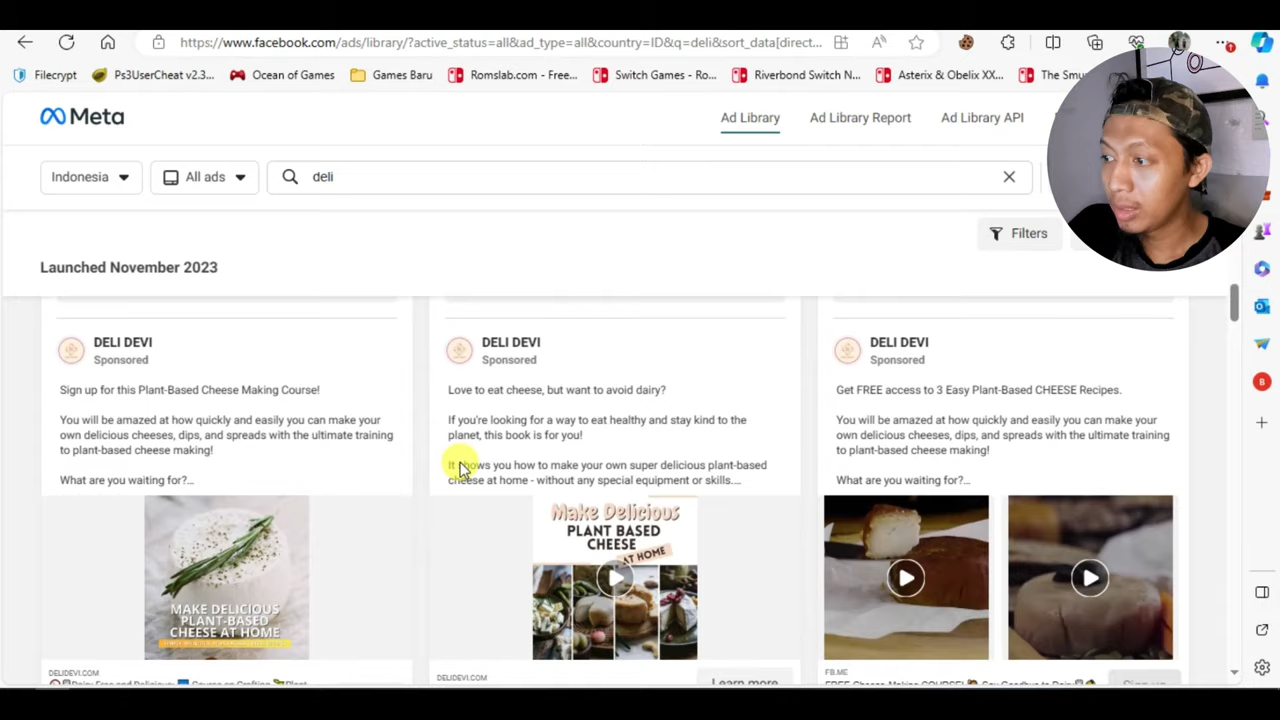 https://www.facebook.com/ads/library/?active_status=all&ad_type=all&country=ID&q=deli&sort_data[direct...
Filecrypt
Ps3UserCheat v2.3...
Ocean of Games
Games Baru
Romslab.com - Free...
Switch Games - Ro...
Riverbond Switch N...
Asterix & Obelix XX...
The Smu
Meta
Ad Library
Ad Library Report
Ad Library API
Indonesia
All ads
deli
Filters
Launched November 2023
DELI DEVI
Sponsored
Sign up for this Plant-Based Cheese Making Course!
You will be amazed at how quickly and easily you can make your
own delicious cheeses, dips, and spreads with the ultimate training
to plant-based cheese making!
What are you waiting for?...
MAKE DELICIOUS
PLANT-BASED
CHEESE AT HOME
DELIDEVI.COM
DELI DEVI
Sponsored
Love to eat cheese, but want to avoid dairy?
If you're looking for a way to eat healthy and stay kind to the
planet, this book is for you!
It shows you how to make your own super delicious plant-based
cheese at home - without any special equipment or skills....
Make Delicious
PLANT BASED
CHEESE
AT HOME
DELIDEVI.COM
Learn more
DELI DEVI
Sponsored
Get FREE access to 3 Easy Plant-Based CHEESE Recipes.
You will be amazed at how quickly and easily you can make your
own delicious cheeses, dips, and spreads with the ultimate training
to plant-based cheese making!
What are you waiting for?...
FB.ME
Sign up
B